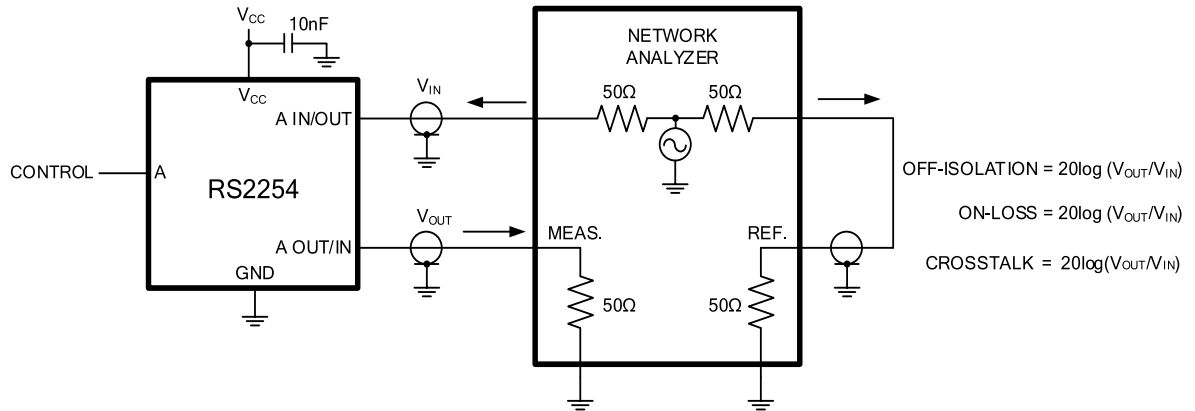 VCC
10nF
VCC
A IN/OUT
VIN
CONTROL
A
RS2254
VOUT
A OUT/IN
GND
NETWORK
ANALYZER
50Ω
50Ω
MEAS.
REF.
50Ω
50Ω
OFF-ISOLATION = 20log (VOUT/VIN)
ON-LOSS = 20log (VOUT/VIN)
CROSSTALK = 20log(VOUT/VIN)